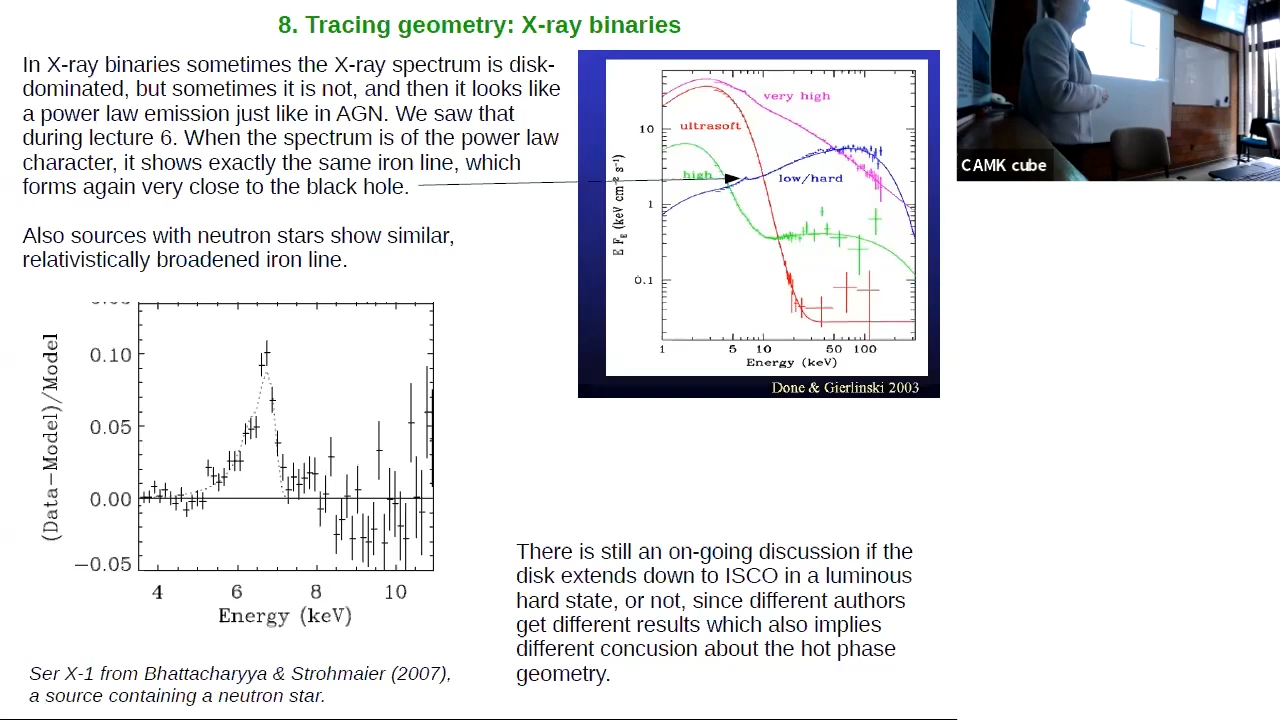 8. Tracing geometry: X-ray binaries
In X-ray binaries sometimes the X-ray spectrum is disk-
dominated, but sometimes it is not, and then it looks like
a power law emission just like in AGN. We saw that
during lecture 6. When the spectrum is of the power law
character, it shows exactly the same iron line, which
forms again very close to the black hole.
Also sources with neutron stars show similar,
relativistically broadened iron line.
very high
ultrasoft
high
low/hard
E F_E (keV cm⁻² s⁻¹)
10
1
0.1
1 5 10 50 100
Energy (keV)
Done & Gierlinski 2003
CAMK cube
(Data−Model)/Model
0.10
0.05
0.00
−0.05
4 6 8 10
Energy (keV)
Ser X-1 from Bhattacharyya & Strohmaier (2007),
a source containing a neutron star.
There is still an on-going discussion if the
disk extends down to ISCO in a luminous
hard state, or not, since different authors
get different results which also implies
different concusion about the hot phase
geometry.